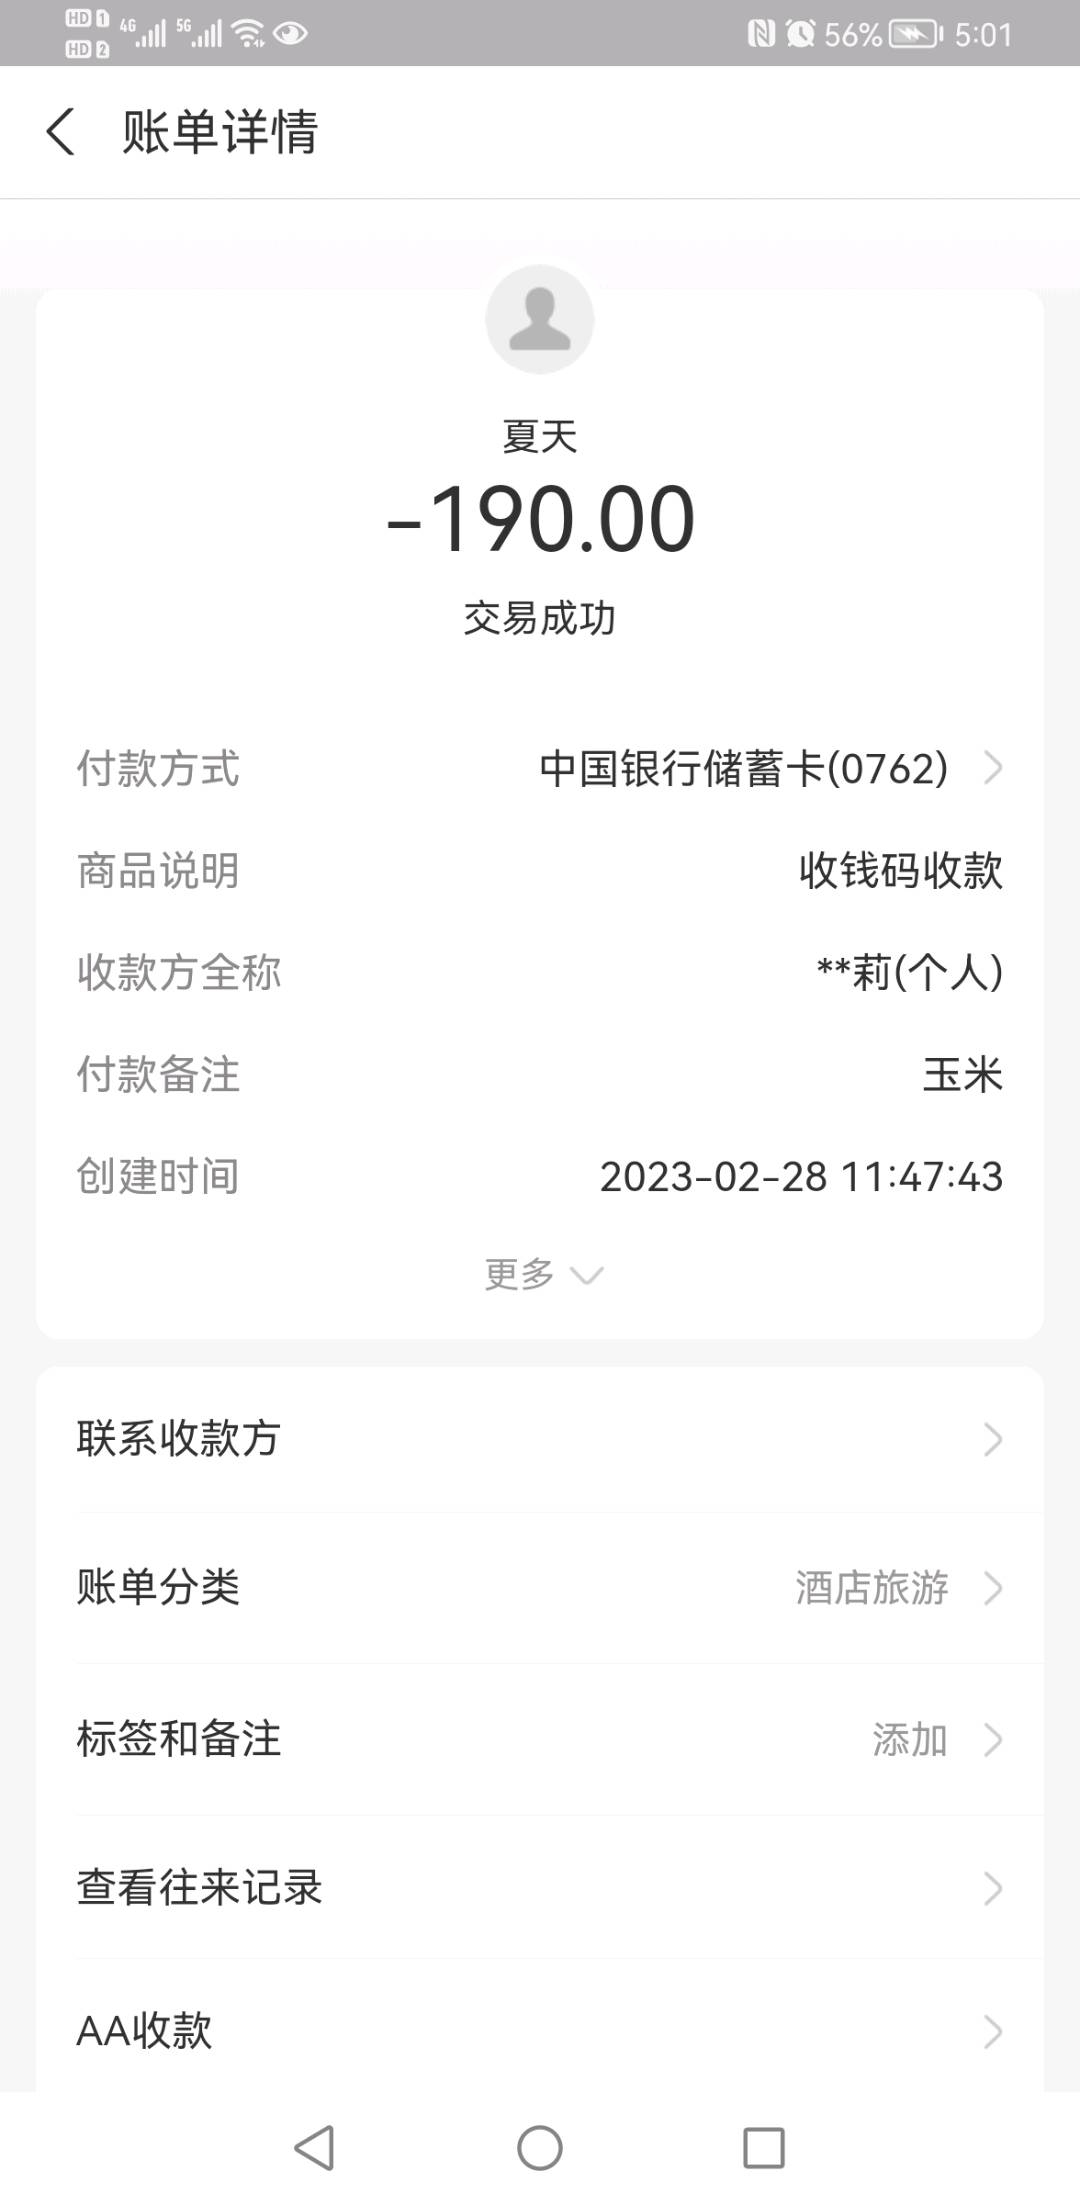 HD 1 4G 5G 56% 5:01
HD 2
账单详情
夏天
-190.00
交易成功
付款方式 中国银行储蓄卡(0762)
商品说明 收钱码收款
收款方全称 **莉(个人)
付款备注 玉米
创建时间 2023-02-28 11:47:43
更多
联系收款方
账单分类 酒店旅游
标签和备注 添加
查看往来记录
AA收款